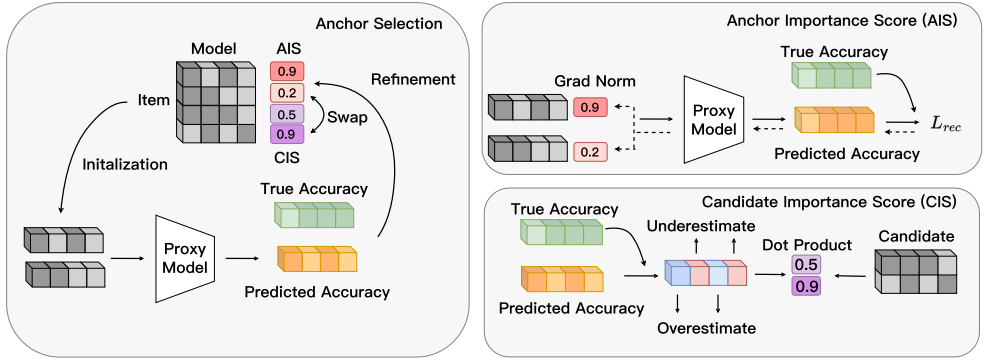 Anchor Selection
Model
AIS
0.9
0.2
0.5
0.9
CIS
Item
Swap
Refinement
Initalization
True Accuracy
Proxy
Model
Predicted Accuracy
Anchor Importance Score (AIS)
True Accuracy
Grad Norm
0.9
0.2
Proxy
Model
L_{rec}
Predicted Accuracy
Candidate Importance Score (CIS)
True Accuracy
Underestimate
Dot Product
Candidate
0.5
0.9
Predicted Accuracy
Overestimate